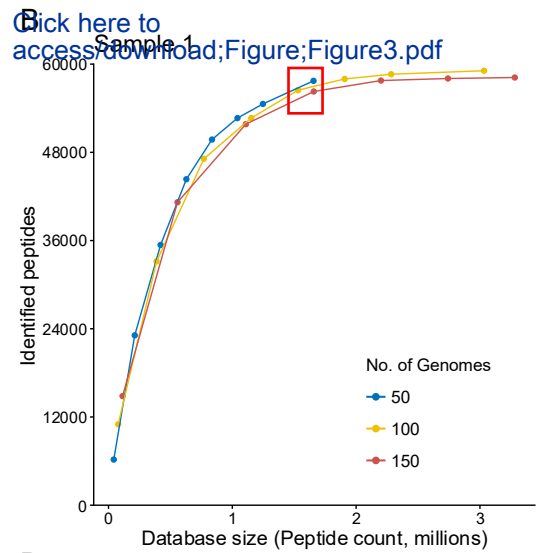 B
Click here to
access/download;Figure;Figure3.pdf
Sample 1
60000
48000
36000
24000
12000
0
Identified peptides
No. of Genomes
50
100
150
0 1 2 3
Database size (Peptide count, millions)